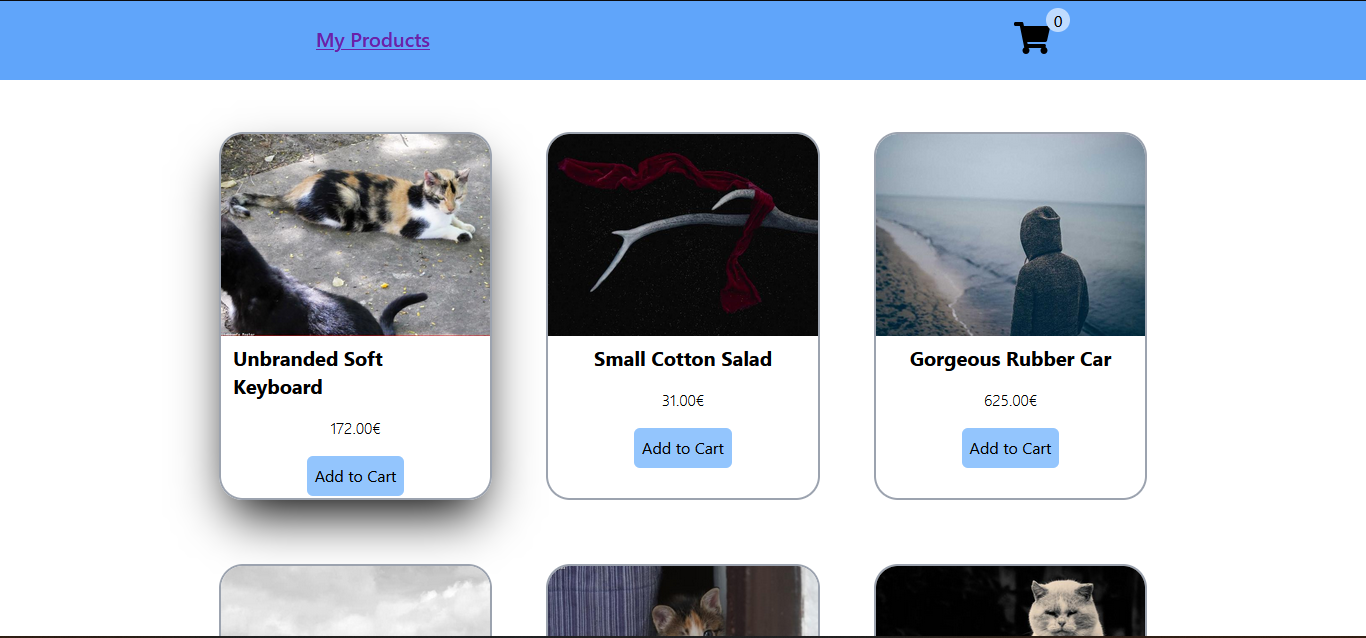 My Products
0
Unbranded Soft
Keyboard
172.00€
Add to Cart
Small Cotton Salad
31.00€
Add to Cart
Gorgeous Rubber Car
625.00€
Add to Cart